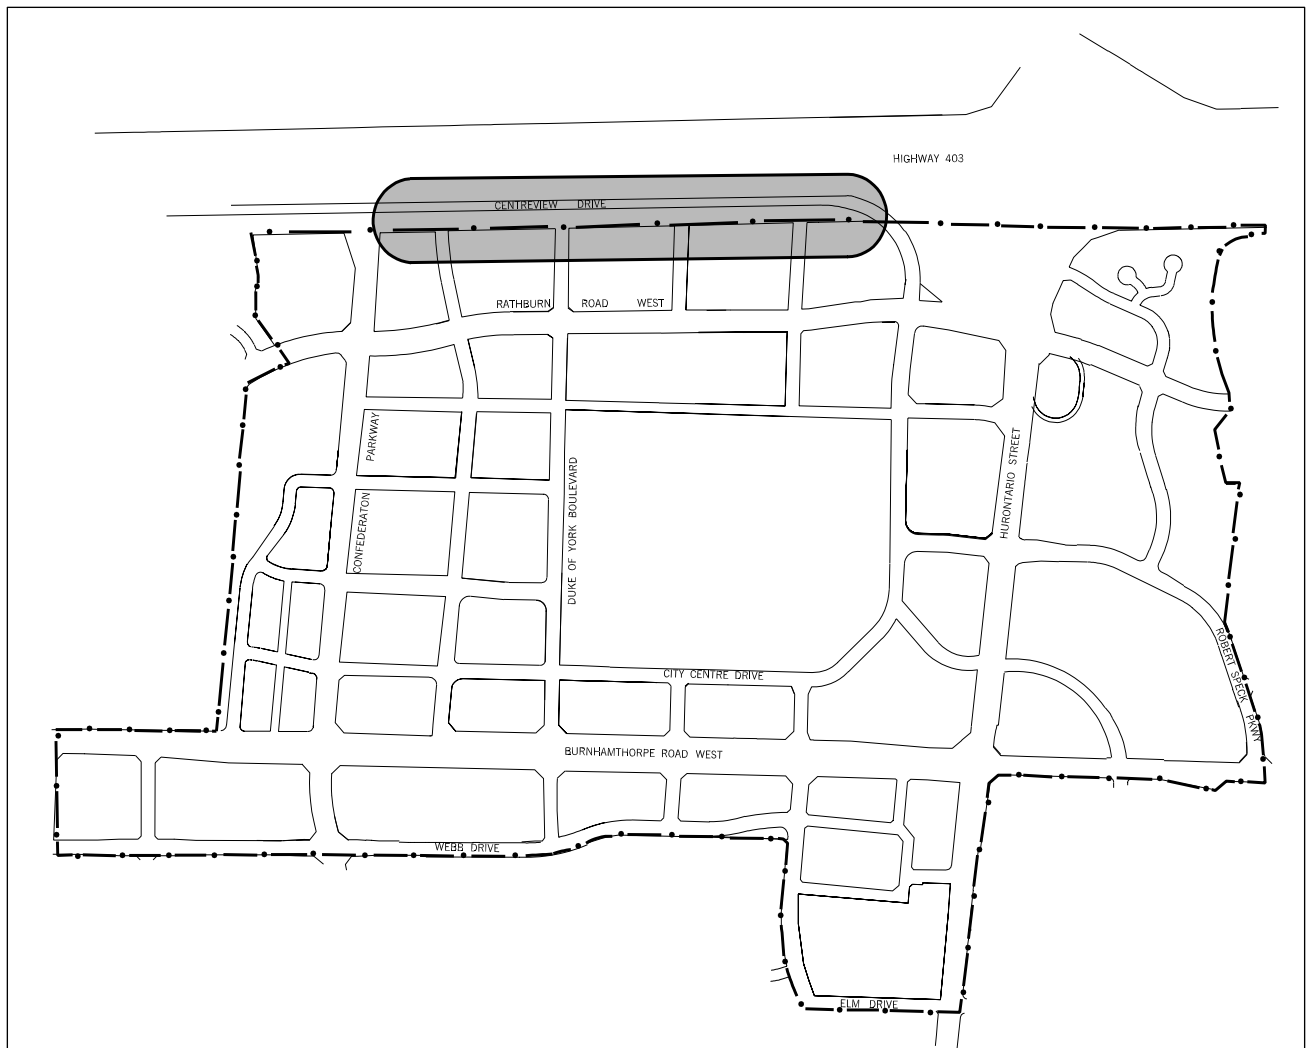 HIGHWAY 403
CENTREVIEW DRIVE
RATHBURN ROAD WEST
PARKWAY
CONFEDERATON
DUKE OF YORK BOULEVARD
HURONTARIO STREET
ROBERT SPECK PKWY
CITY CENTRE DRIVE
BURNHAMTHORPE ROAD WEST
WEBB DRIVE
ELM DRIVE